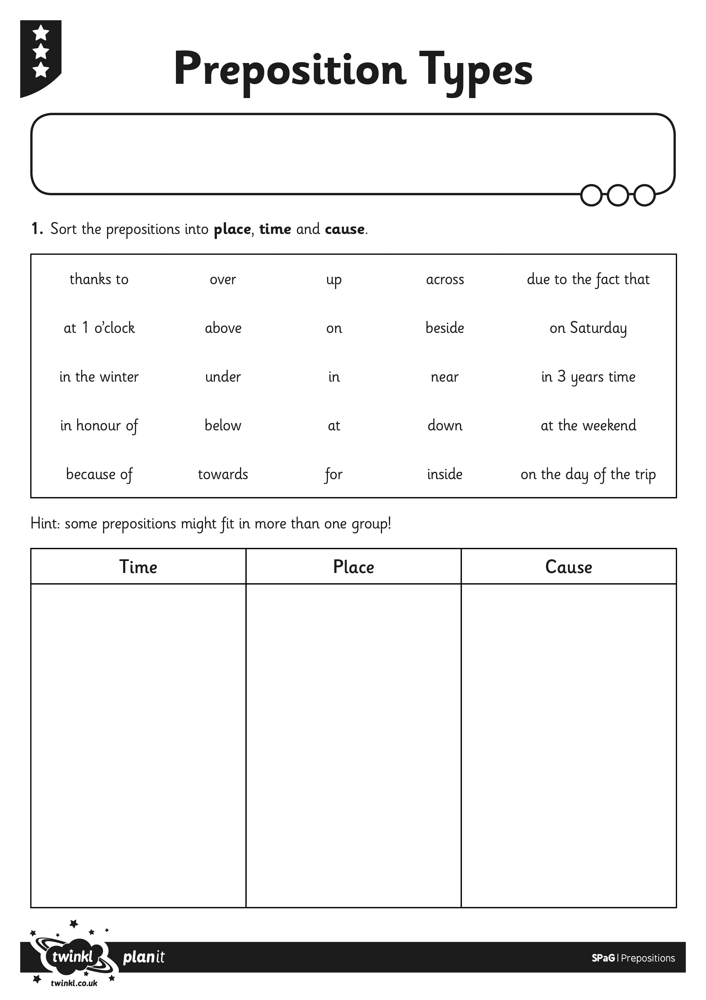 Preposition Types
1. Sort the prepositions into place, time and cause.
thanks to over up across due to the fact that
at 1 o’clock above on beside on Saturday
in the winter under in near in 3 years time
in honour of below at down at the weekend
because of towards for inside on the day of the trip
Hint: some prepositions might fit in more than one group!
Time Place Cause
twinkl planit SPaG | Prepositions
twinkl.co.uk